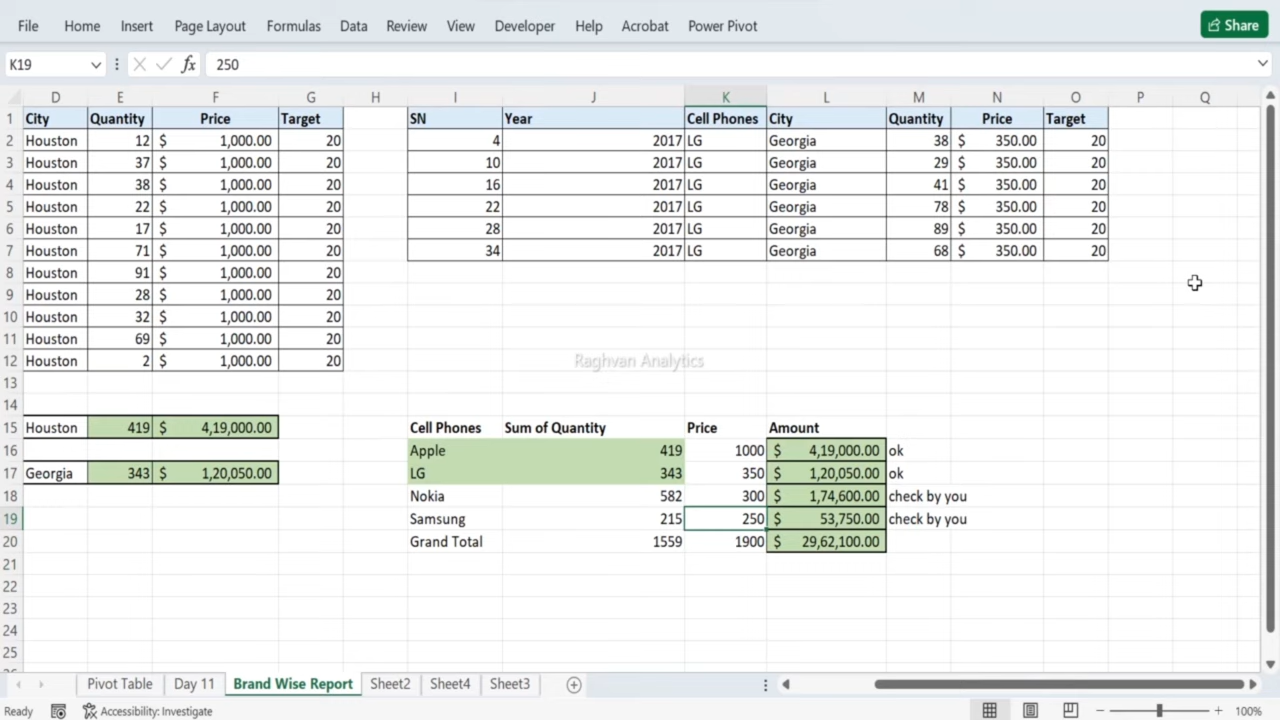 File Home Insert Page Layout Formulas Data Review View Developer Help Acrobat Power Pivot Share
K19 fx 250
D E F G H I J K L M N O P Q
1 City Quantity Price Target SN Year Cell Phones City Quantity Price Target
2 Houston 12 $ 1,000.00 20 4 2017 LG Georgia 38 $ 350.00 20
3 Houston 37 $ 1,000.00 20 10 2017 LG Georgia 29 $ 350.00 20
4 Houston 38 $ 1,000.00 20 16 2017 LG Georgia 41 $ 350.00 20
5 Houston 22 $ 1,000.00 20 22 2017 LG Georgia 78 $ 350.00 20
6 Houston 17 $ 1,000.00 20 28 2017 LG Georgia 89 $ 350.00 20
7 Houston 71 $ 1,000.00 20 34 2017 LG Georgia 68 $ 350.00 20
8 Houston 91 $ 1,000.00 20
9 Houston 28 $ 1,000.00 20
10 Houston 32 $ 1,000.00 20
11 Houston 69 $ 1,000.00 20
12 Houston 2 $ 1,000.00 20
Raghvan Analytics
13
14
15 Houston 419 $ 4,19,000.00 Cell Phones Sum of Quantity Price Amount
16 Apple 419 1000 $ 4,19,000.00 ok
17 Georgia 343 $ 1,20,050.00 LG 343 350 $ 1,20,050.00 ok
18 Nokia 582 300 $ 1,74,600.00 check by you
19 Samsung 215 250 $ 53,750.00 check by you
20 Grand Total 1559 1900 $ 29,62,100.00
21
22
23
24
25
Pivot Table Day 11 Brand Wise Report Sheet2 Sheet4 Sheet3
Ready Accessibility: Investigate 100%